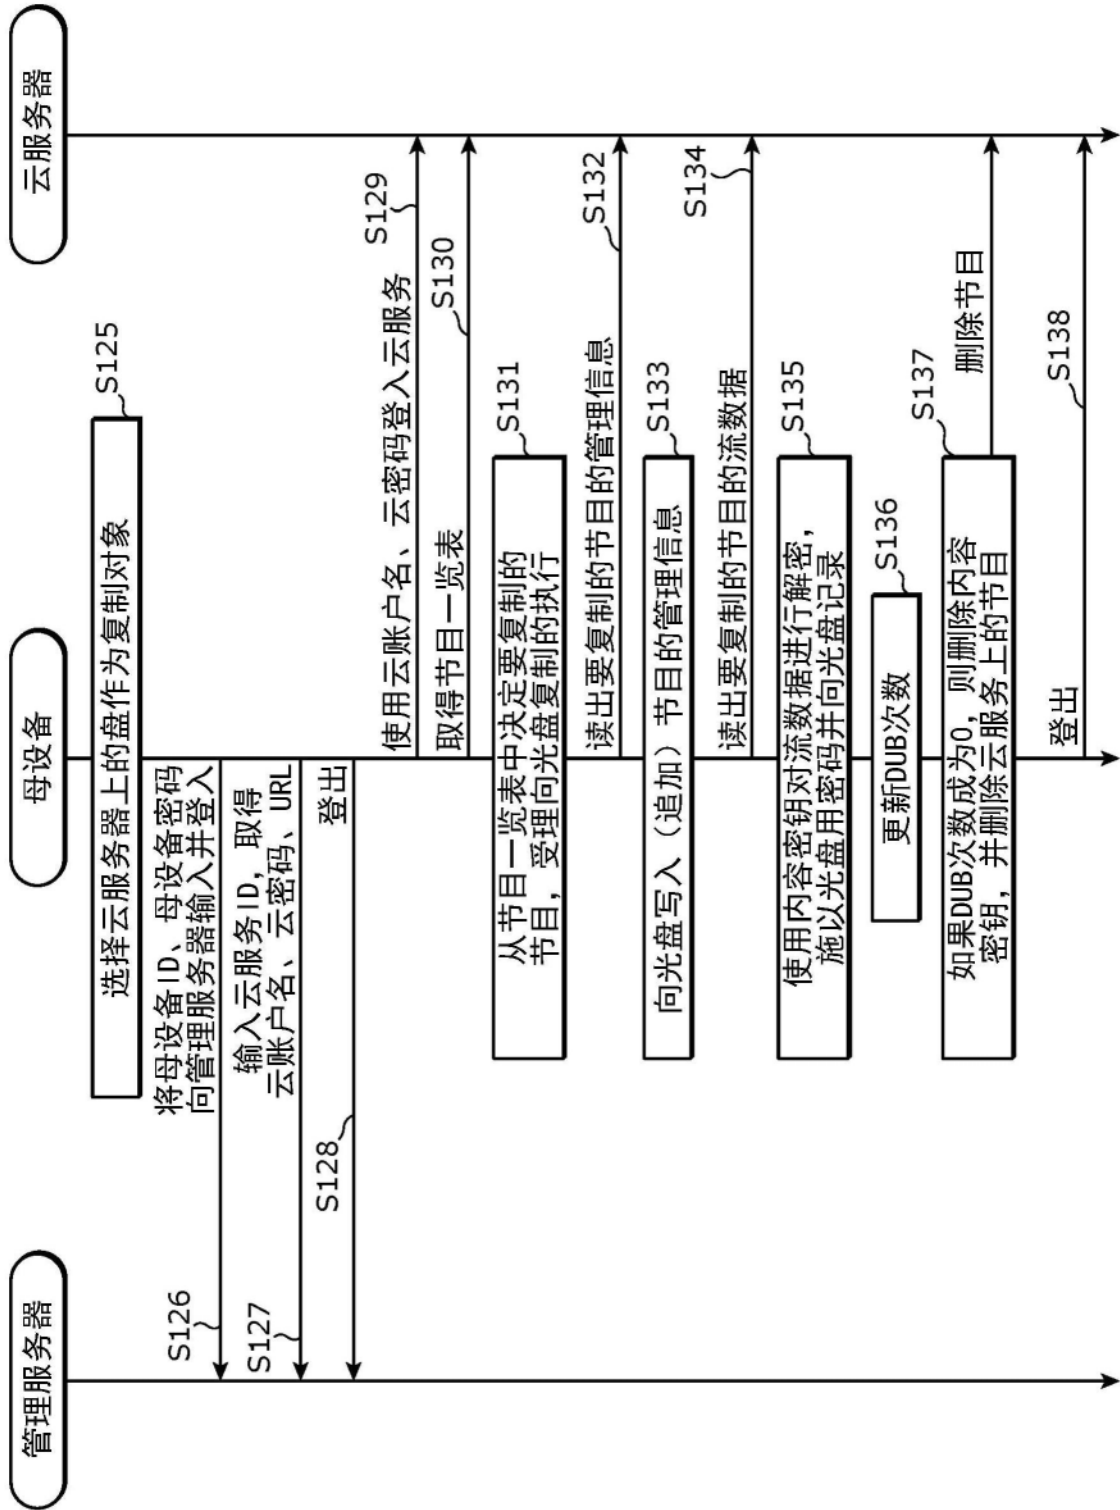 管理服务器
母设备
云服务器
选择云服务器上的盘作为复制对象
S125
将母设备ID、母设备密码
向管理服务器输入并登入
S126
输入云服务ID，取得
云账户名、云密码、URL
S127
登出
S128
使用云账户名、云密码登入云服务
S129
取得节目一览表
S130
从节目一览表中决定要复制的
节目，受理向光盘复制的执行
S131
读出要复制的节目的管理信息
S132
向光盘写入（追加）节目的管理信息
S133
读出要复制的节目的流数据
S134
使用内容密钥对流数据进行解密，
施以光盘用密码并向光盘记录
S135
更新DUB次数
S136
如果DUB次数成为0，则删除内容
密钥，并删除云服务上的节目
S137
删除节目
登出
S138